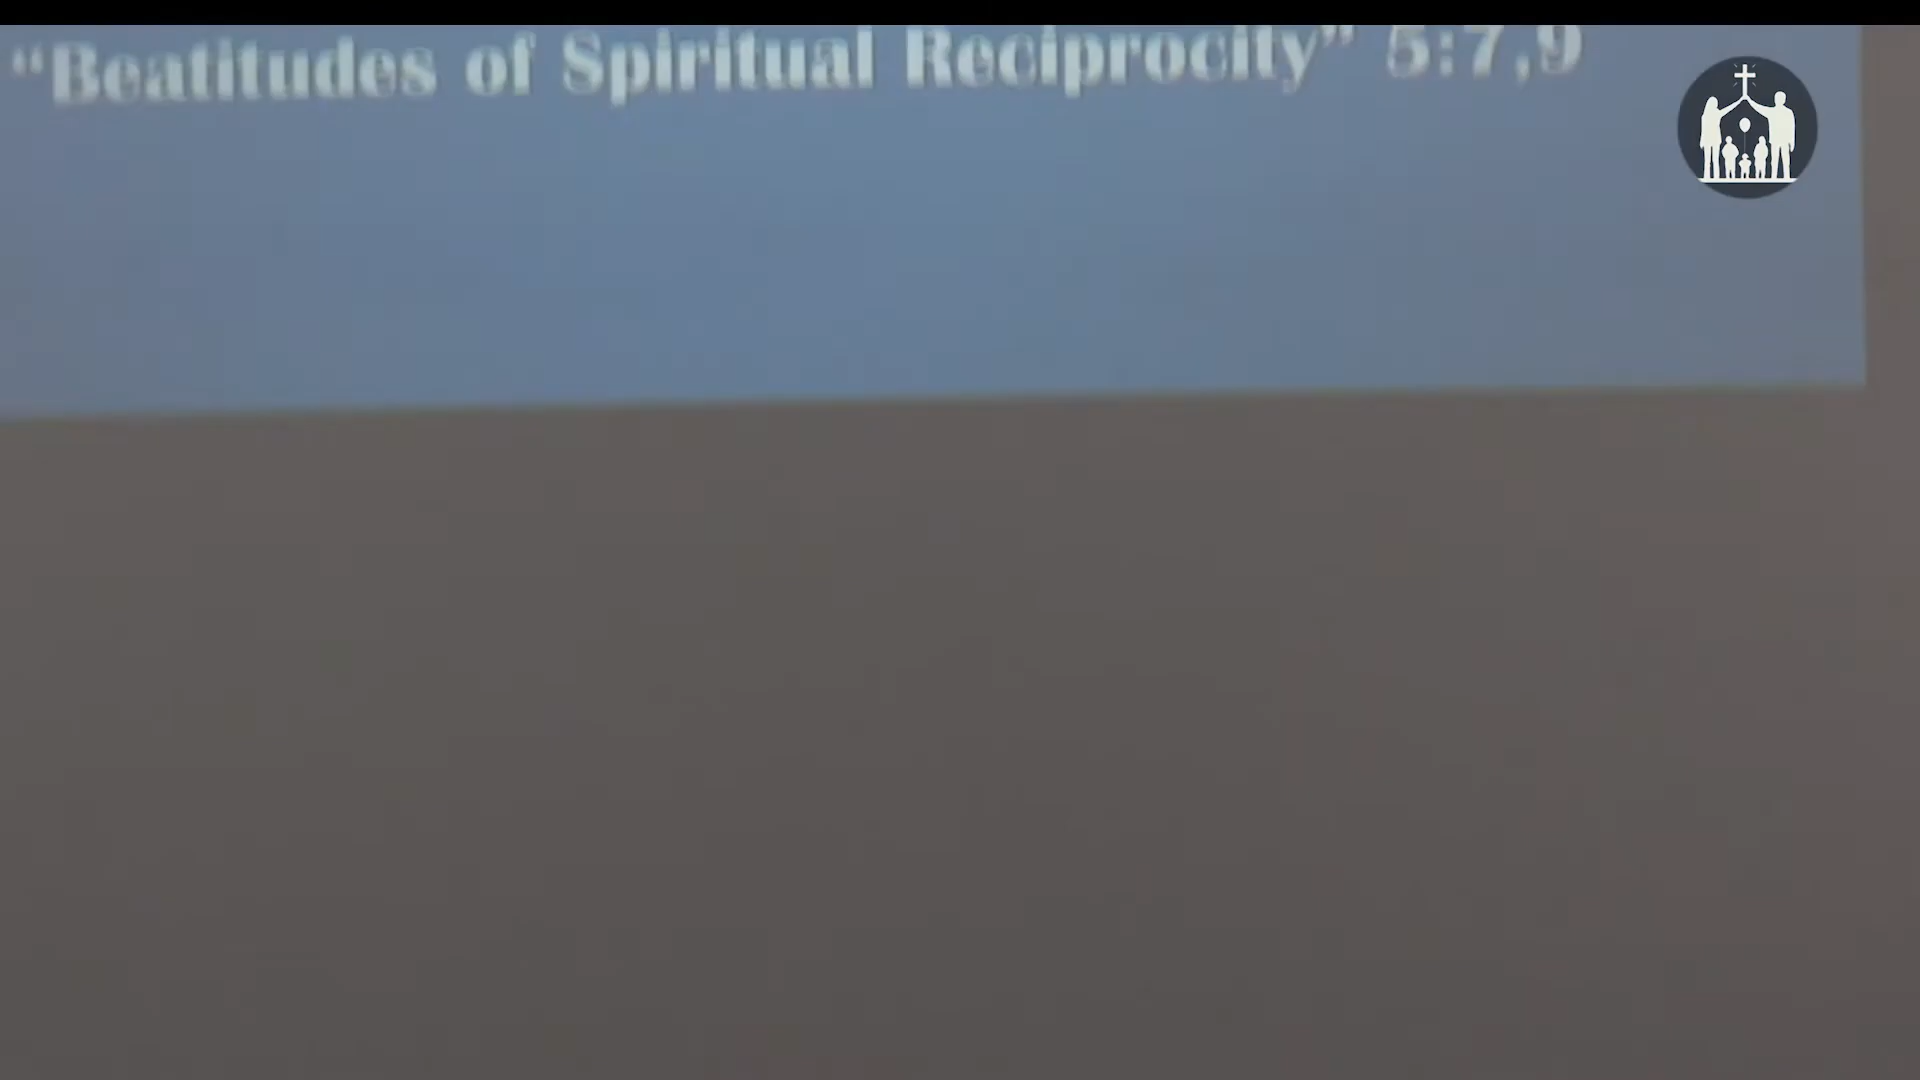 “Beatitudes of Spiritual Reciprocity” 5:7,9